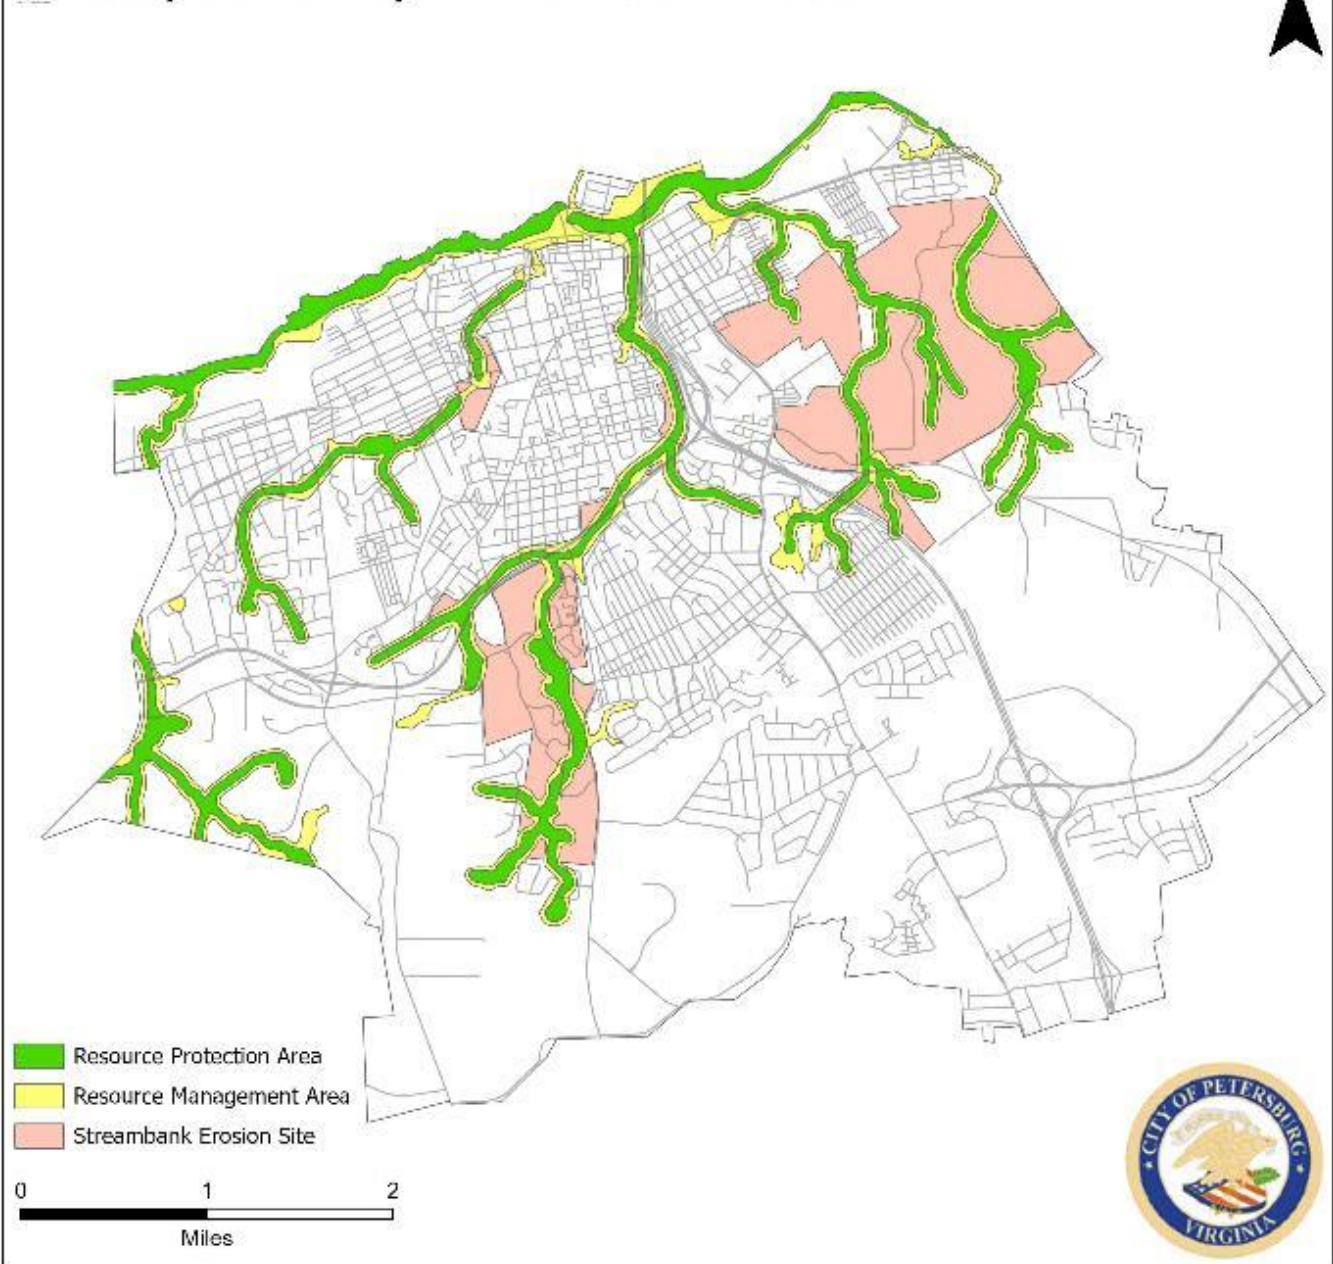 Resource Protection Area
Resource Management Area
Streambank Erosion Site
0 1 2
Miles
CITY OF PETERSBURG
VIRGINIA